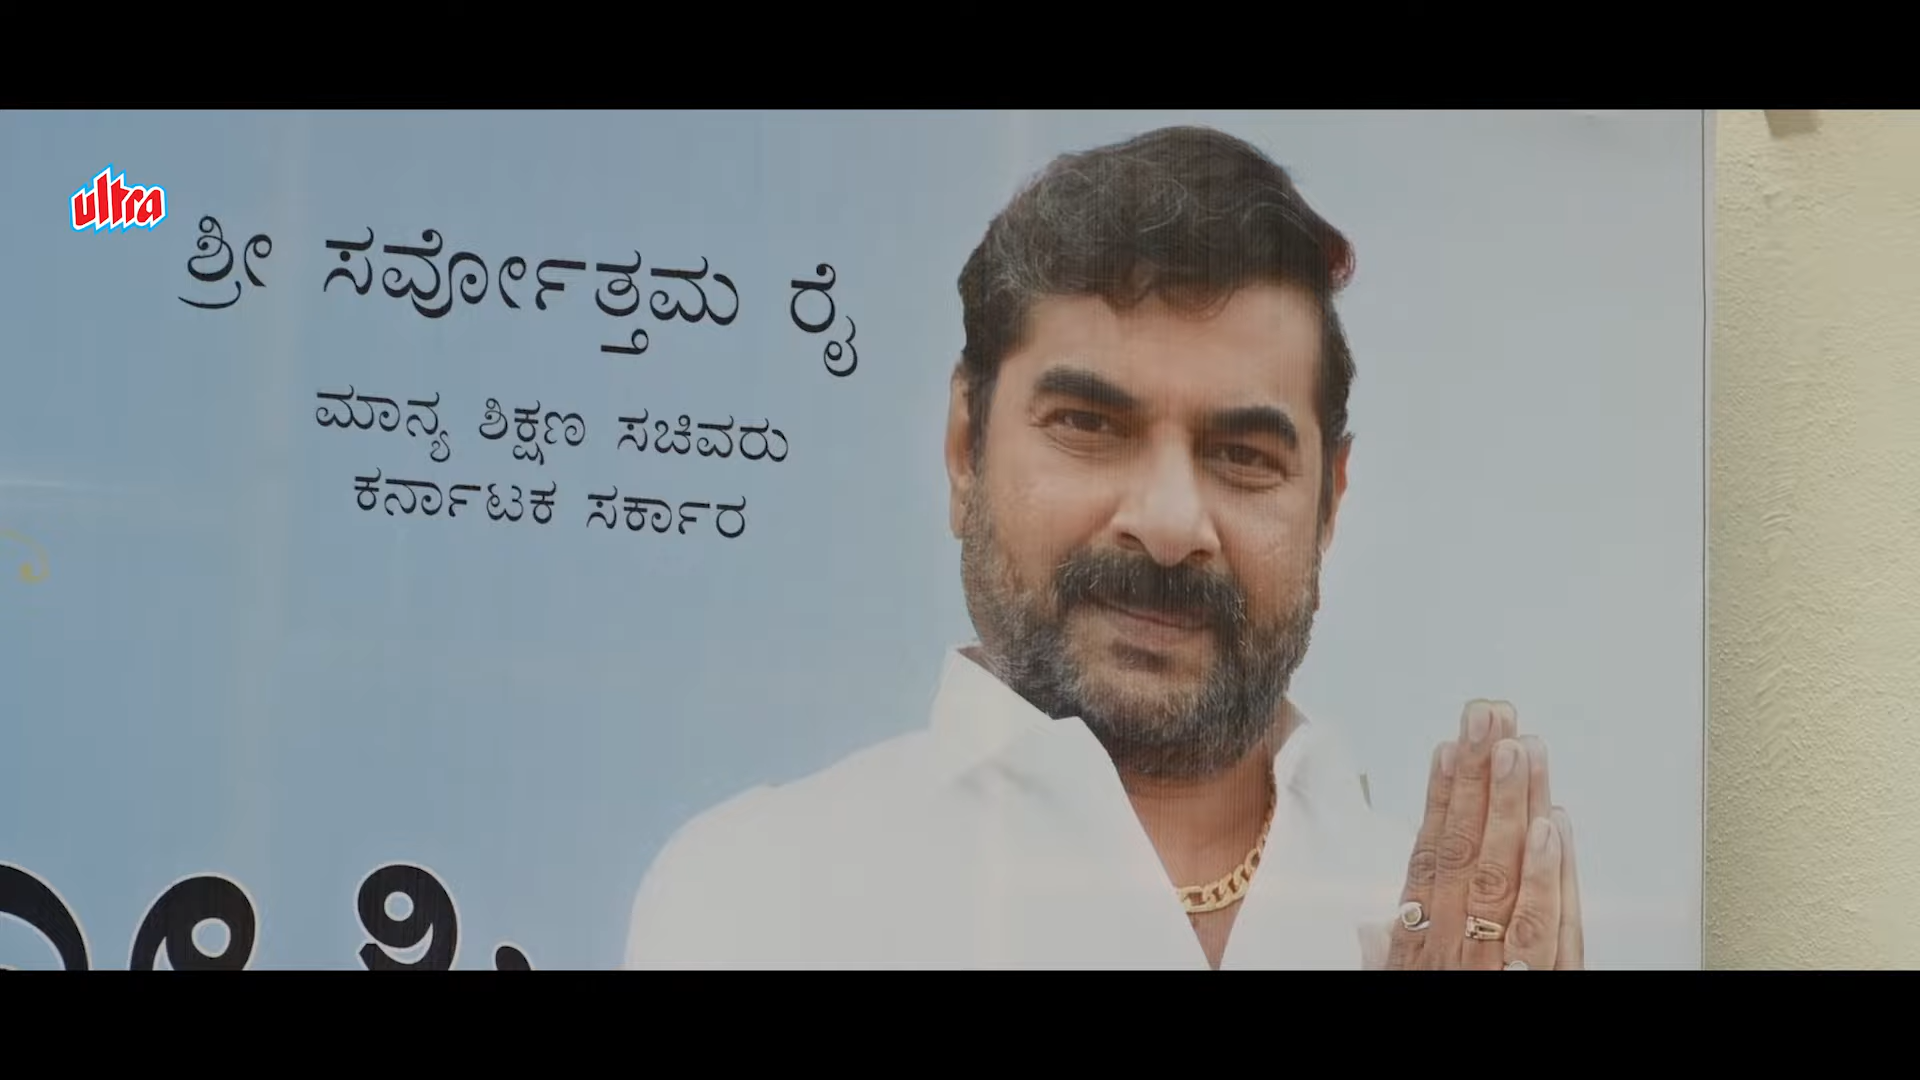 ultra
ಶ್ರೀ ಸರ್ವೋತ್ತಮ ರೈ
ಮಾನ್ಯ ಶಿಕ್ಷಣ ಸಚಿವರು
ಕರ್ನಾಟಕ ಸರ್ಕಾರ